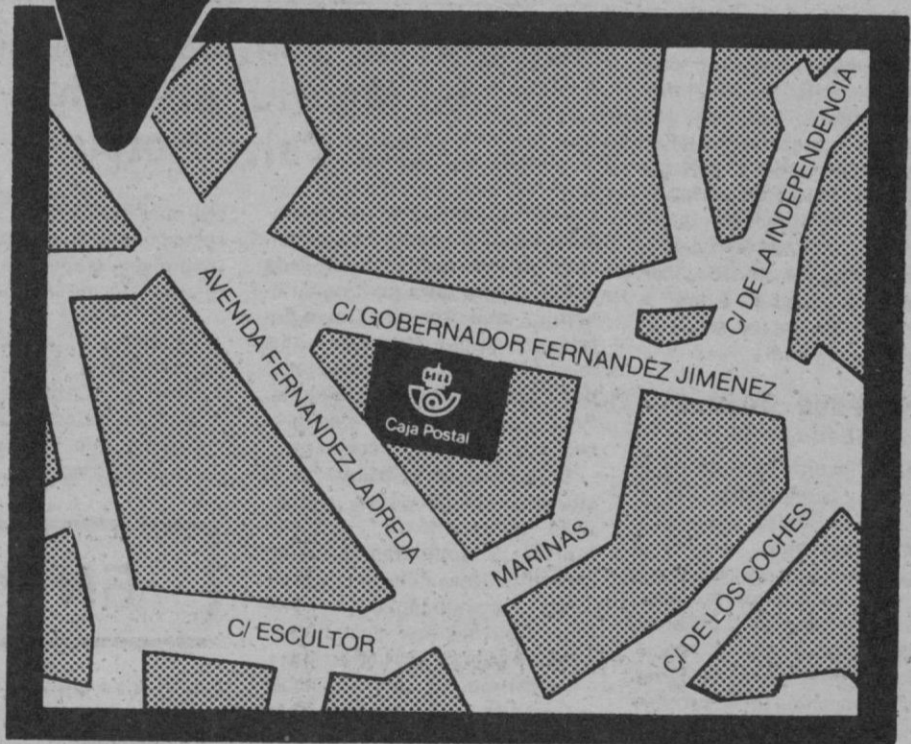 C/ DE LA INDEPENDENCIA
AVENIDA FERNANDEZ LADREDA
C/ GOBERNADOR FERNANDEZ JIMENEZ
Caja Postal
MARINAS
C/ ESCULTOR
C/ DE LOS COCHES